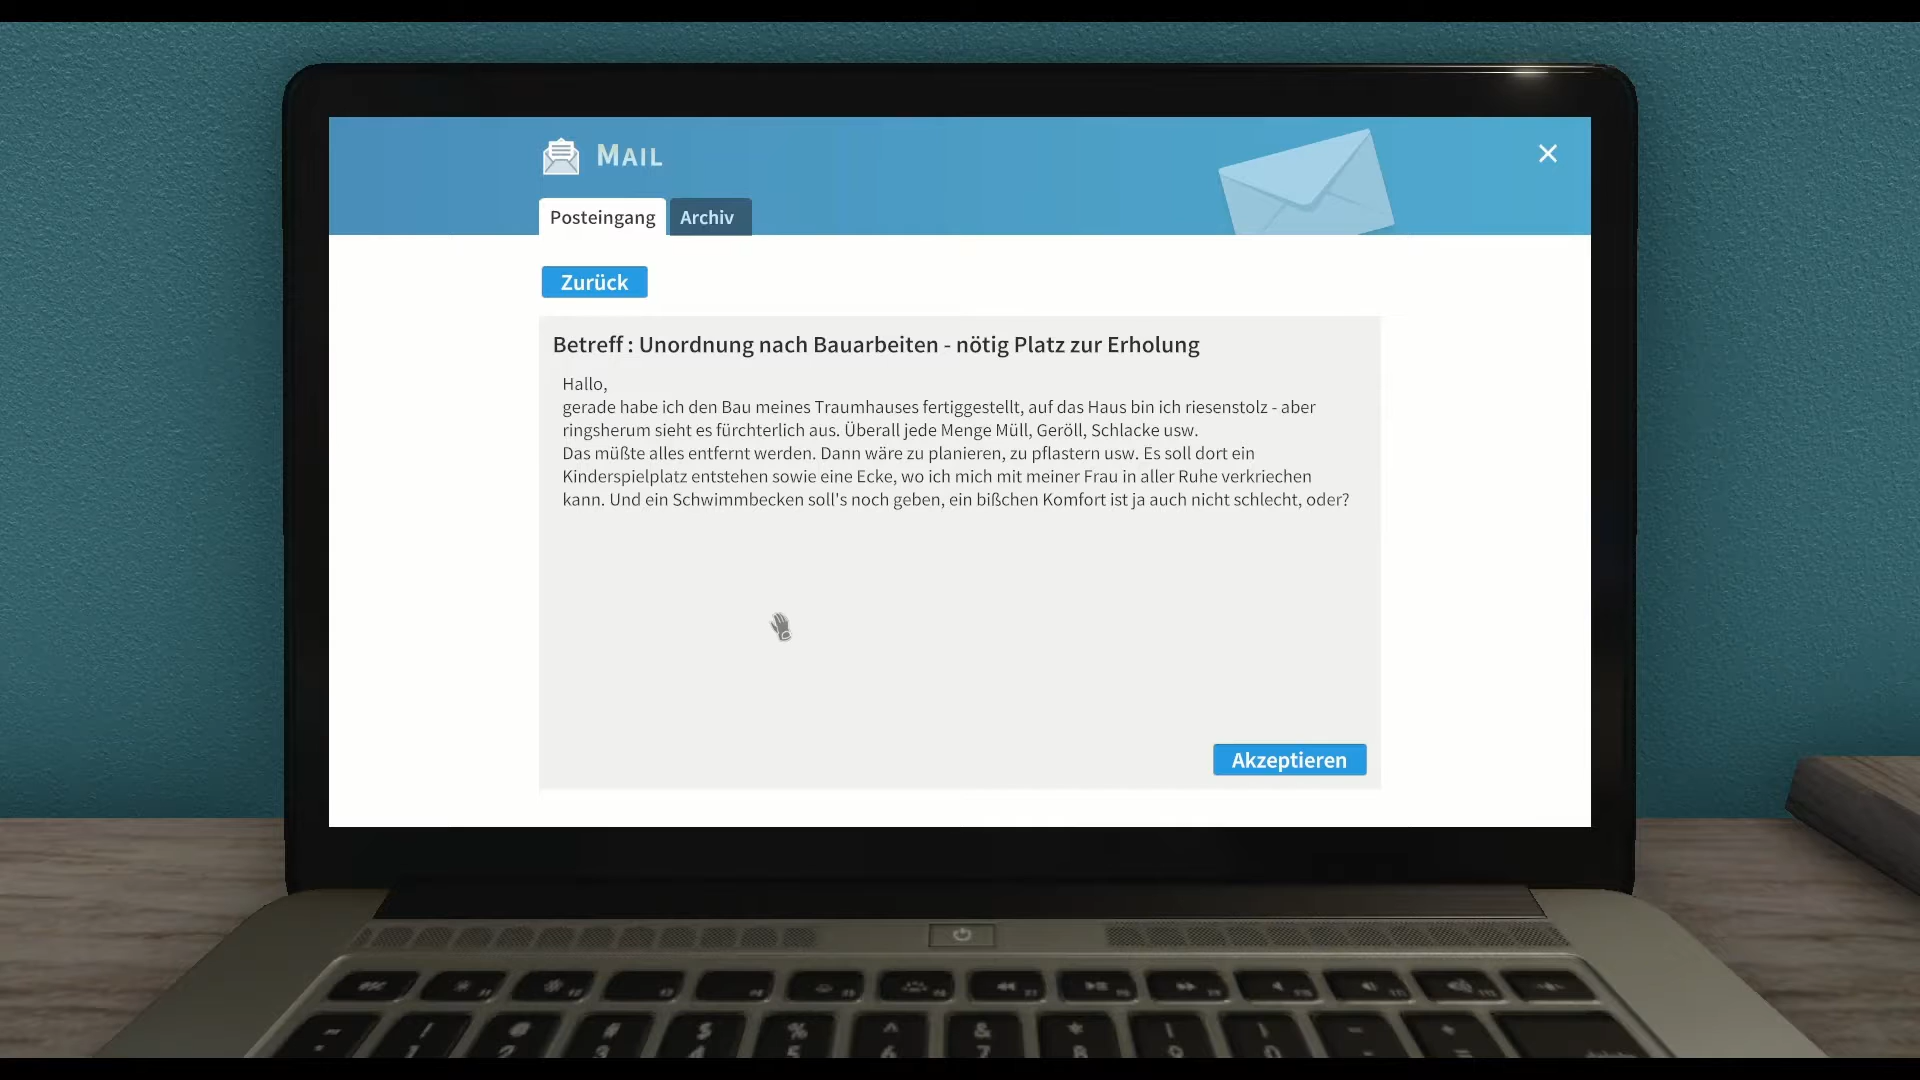 MAIL
Posteingang Archiv
Zurück
Betreff : Unordnung nach Bauarbeiten - nötig Platz zur Erholung
Hallo,
gerade habe ich den Bau meines Traumhauses fertiggestellt, auf das Haus bin ich riesenstolz - aber
ringsherum sieht es fürchterlich aus. Überall jede Menge Müll, Geröll, Schlacke usw.
Das müßte alles entfernt werden. Dann wäre zu planieren, zu pflastern usw. Es soll dort ein
Kinderspielplatz entstehen sowie eine Ecke, wo ich mich mit meiner Frau in aller Ruhe verkriechen
kann. Und ein Schwimmbecken soll's noch geben, ein bißchen Komfort ist ja auch nicht schlecht, oder?
Akzeptieren